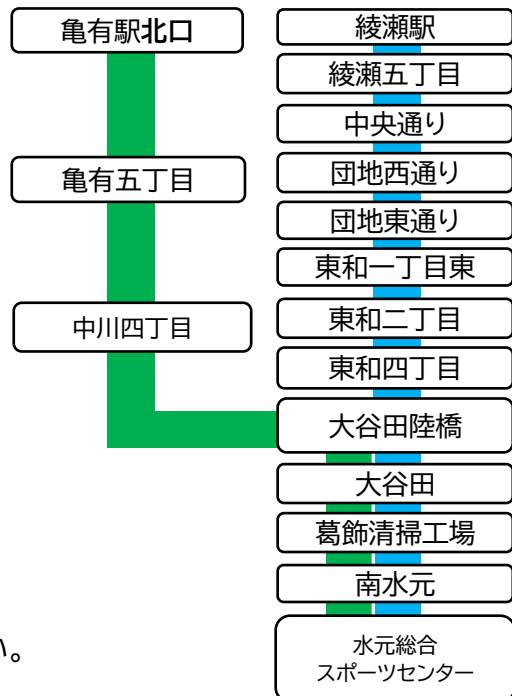 亀有駅北口
亀有五丁目
中川四丁目
綾瀬駅
綾瀬五丁目
中央通り
団地西通り
団地東通り
東和一丁目東
東和二丁目
東和四丁目
大谷田陸橋
大谷田
葛飾清掃工場
南水元
水元総合
スポーツセンター
い。